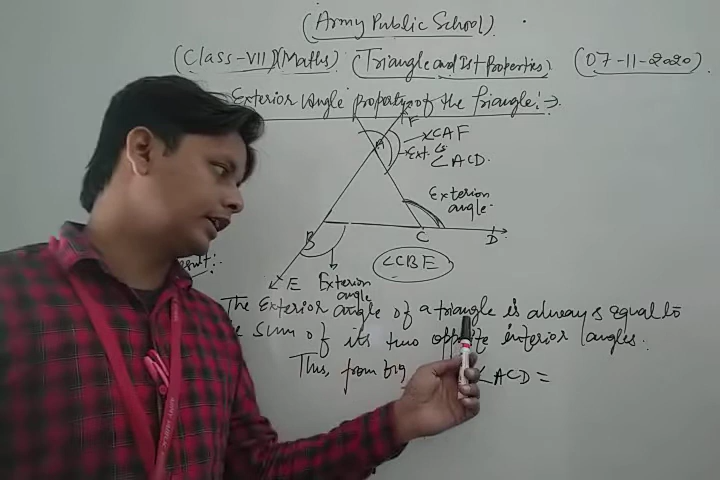 (Army Public School)
(Class-VII)(Maths) (Triangle and Its Properties) (07-11-2020)
Exterior Angle property of the Triangle:→
F
A
∠CAF
Ext. ∠s
∠ACD.
Exterior
angle.
B
C
D
∠CBE
E
Exterior
angle
The Exterior angle of a triangle is always equal to
sum of its two opposite interior angles.
Thus, from fig ∠ACD =